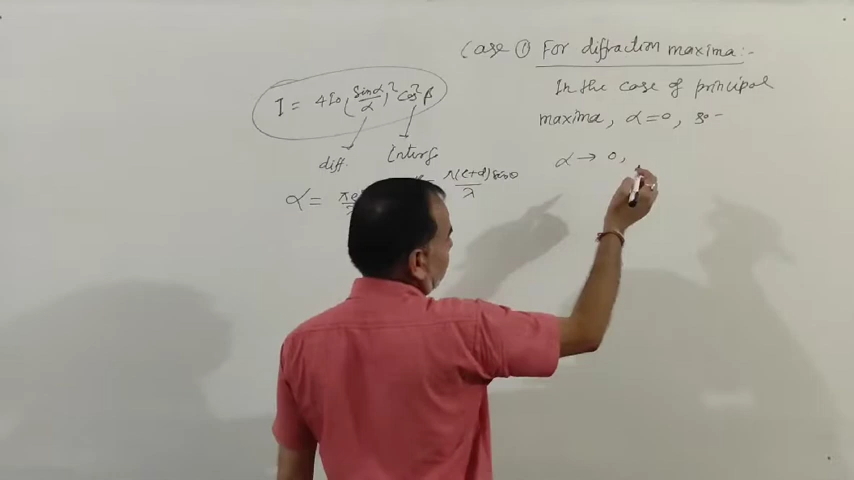 Case ① For diffraction maxima:-
In the case of principal
maxima, α = 0, so -
α → 0,
I = 4I0 (sinα/α)² cos²β
diff. Interf
α = πe
π(e+d)sinθ/λ